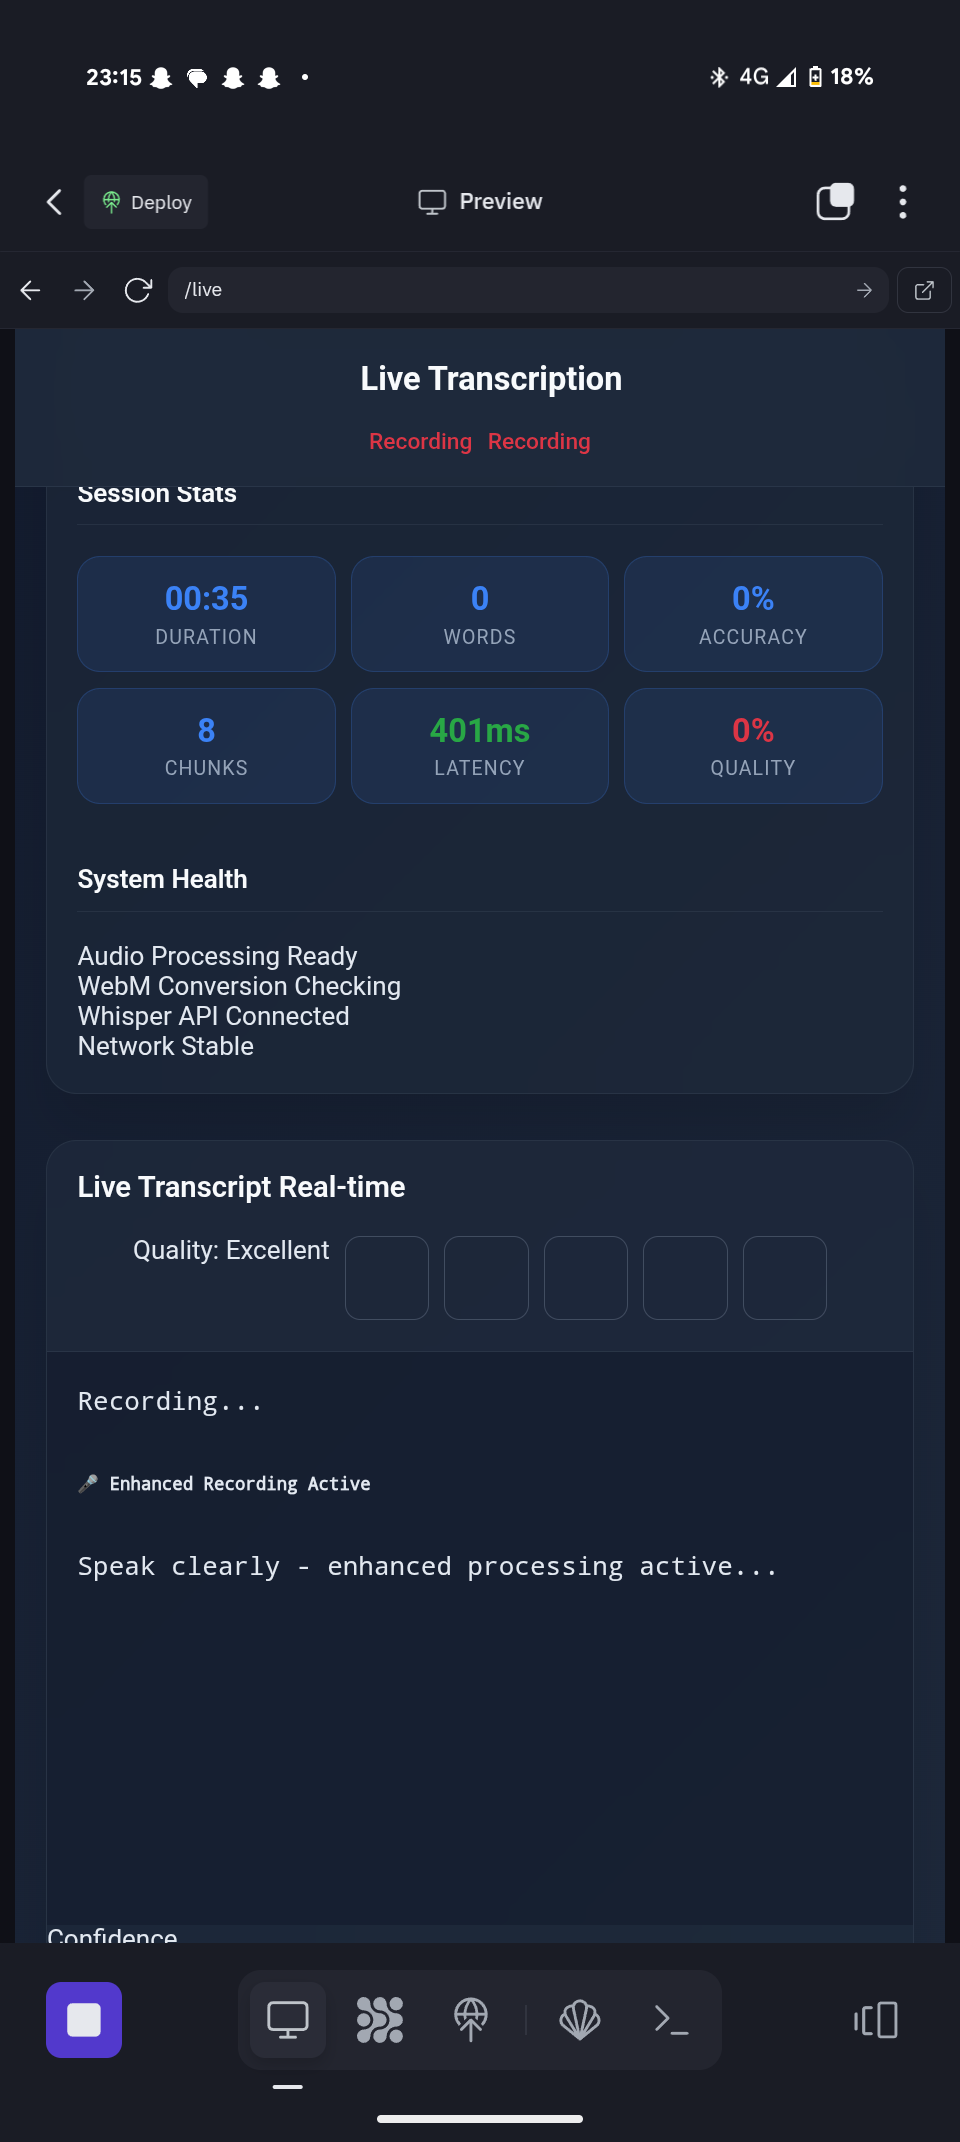 23:15
4G 18%
Deploy
Preview
/live
Live Transcription
Recording Recording
Session Stats
00:35 0 0%
DURATION WORDS ACCURACY
8 401ms 0%
CHUNKS LATENCY QUALITY
System Health
Audio Processing Ready
WebM Conversion Checking
Whisper API Connected
Network Stable
Live Transcript Real-time
Quality: Excellent
Recording...
🎤 Enhanced Recording Active
Speak clearly - enhanced processing active...
Confidence